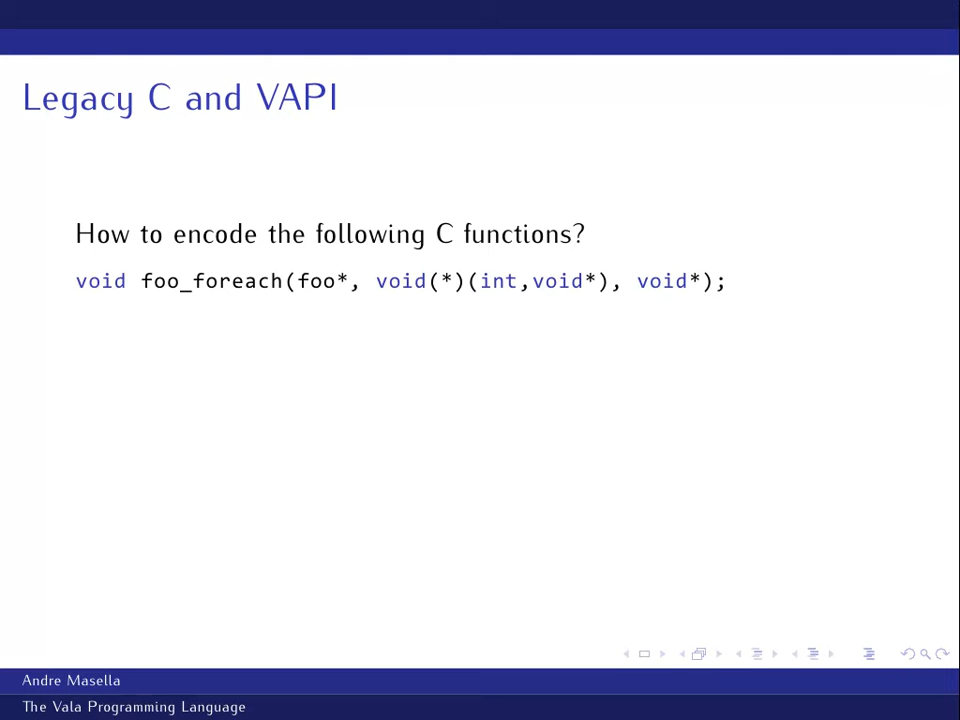 Legacy C and VAPI
How to encode the following C functions?
void foo_foreach(foo*, void(*)(int,void*), void*);
Andre Masella
The Vala Programming Language